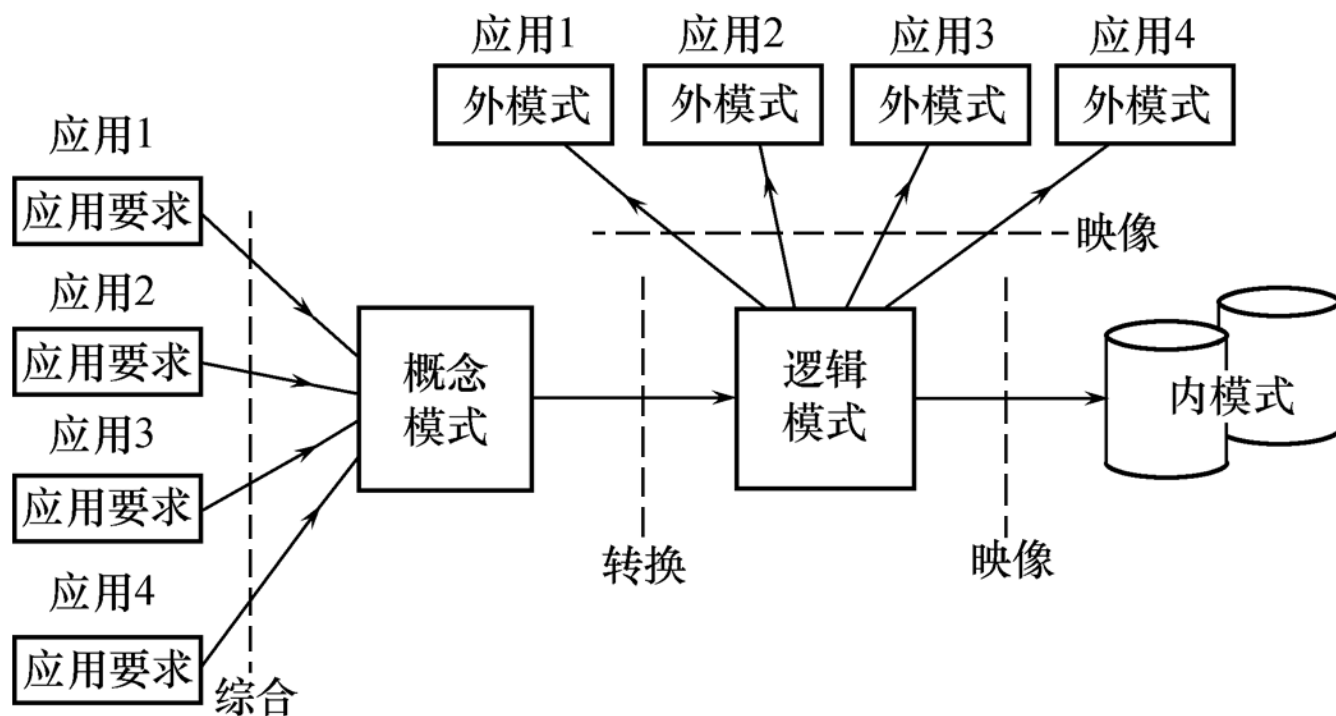 应用1
应用2
应用3
应用4
外模式
外模式
外模式
外模式
映像
应用1
应用要求
应用2
应用要求
应用3
应用要求
应用4
应用要求
综合
概念
模式
转换
逻辑
模式
映像
内模式